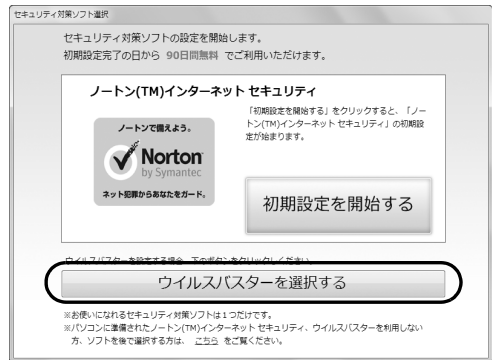 セキュリティ対策ソフト選択
セキュリティ対策ソフトの設定を開始します。
初期設定完了の日から 90日間無料 でご利用いただけます。
ノートン(TM)インターネット セキュリティ
「初期設定を開始する」をクリックすると、「ノー
トン(TM)インターネット セキュリティ」の初期設
定が始まります。
ノートンで備えよう。
Norton
by Symantec
ネット犯罪からあなたをガード。
初期設定を開始する
ウイルスバスターを設定する場合、下のボタンをクリックしてください。
ウイルスバスターを選択する
※お使いになれるセキュリティ対策ソフトは1つだけです。
※パソコンに準備されたノートン(TM)インターネット セキュリティ、ウイルスバスターを利用しない
方、ソフトを後で選択する方は、 こちら をご覧ください。